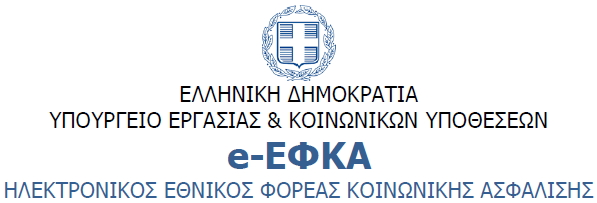 ΕΛΛΗΝΙΚΗ ΔΗΜΟΚΡΑΤΙΑ
ΥΠΟΥΡΓΕΙΟ ΕΡΓΑΣΙΑΣ & ΚΟΙΝΩΝΙΚΩΝ ΥΠΟΘΕΣΕΩΝ
e-ΕΦΚΑ
ΗΛΕΚΤΡΟΝΙΚΟΣ ΕΘΝΙΚΟΣ ΦΟΡΕΑΣ ΚΟΙΝΩΝΙΚΗΣ ΑΣΦΑΛΙΣΗΣ